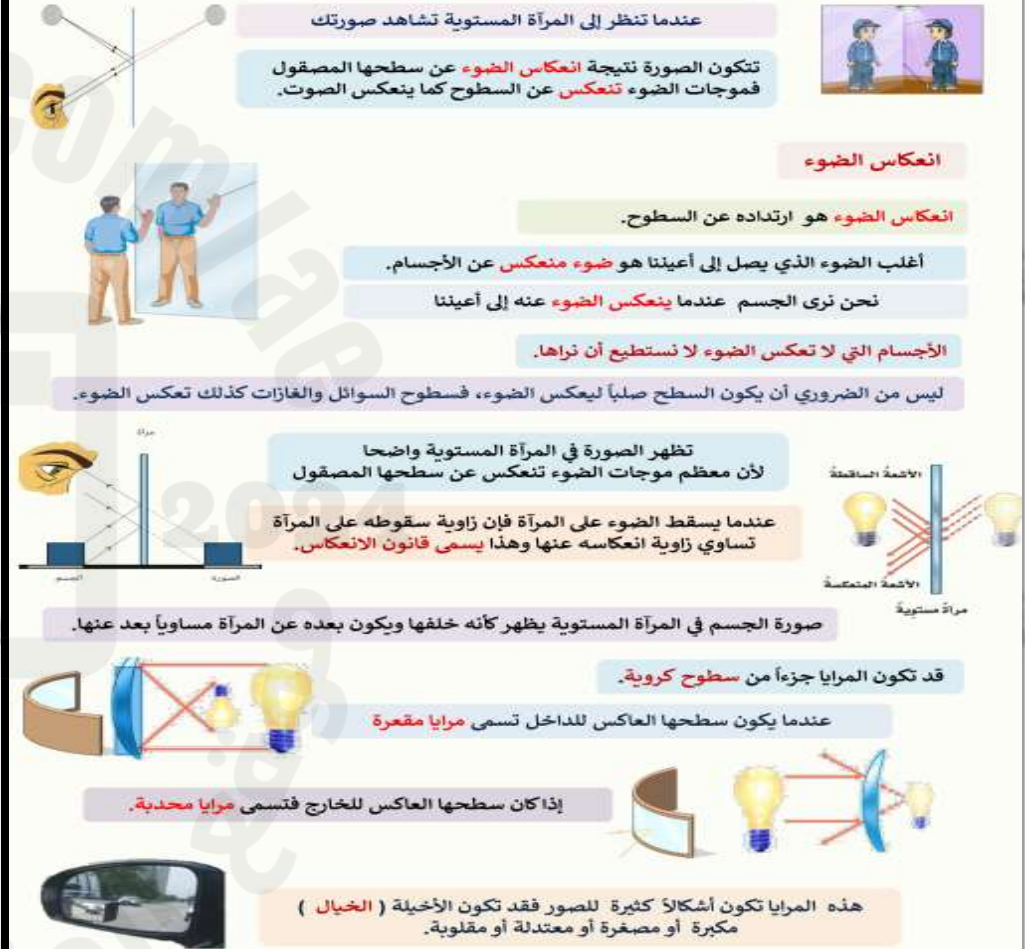 عندما تنظر إلى المرآة المستوية تشاهد صورتك
تتكون الصورة نتيجة انعكاس الضوء عن سطحها المصقول
فموجات الضوء تنعكس عن السطوح كما ينعكس الصوت.
انعكاس الضوء
انعكاس الضوء هو ارتداده عن السطوح.
أغلب الضوء الذي يصل إلى أعيننا هو ضوء منعكس عن الأجسام.
نحن نرى الجسم عندما ينعكس الضوء عنه إلى أعيننا
الأجسام التي لا تعكس الضوء لا نستطيع أن نراها.
ليس من الضروري أن يكون السطح صلباً ليعكس الضوء، فسطوح السوائل والغازات كذلك تعكس الضوء.
تظهر الصورة في المرآة المستوية واضحا
لأن معظم موجات الضوء تنعكس عن سطحها المصقول
الأشعة الساقطة
مرآة
عندما يسقط الضوء على المرآة فإن زاوية سقوطه على المرآة
تساوي زاوية انعكاسه عنها وهذا يسمى قانون الانعكاس.
الأشعة المنعكسة
مرآة مستوية
الصورة
الجسم
صورة الجسم في المرآة المستوية يظهر كأنه خلفها ويكون بعده عن المرآة مساوياً بعد عنها.
قد تكون المرايا جزءاً من سطوح كروية.
عندما يكون سطحها العاكس للداخل تسمى مرايا مقعرة
إذا كان سطحها العاكس للخارج فتسمى مرايا محدبة.
هذه المرايا تكون أشكالاً كثيرة للصور فقد تكون الأخيلة ( الخيال )
مكبرة أو مصغرة أو معتدلة أو مقلوبة.